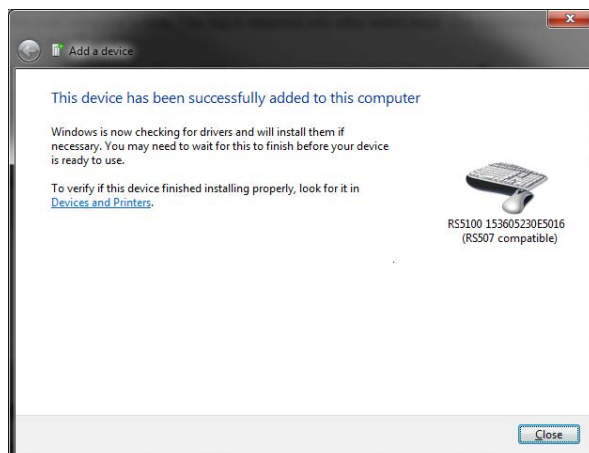 Add a device
This device has been successfully added to this computer
Windows is now checking for drivers and will install them if
necessary. You may need to wait for this to finish before your device
is ready to use.
To verify if this device finished installing properly, look for it in
Devices and Printers.
RS5100 153605230E5016
(RS507 compatible)
Close